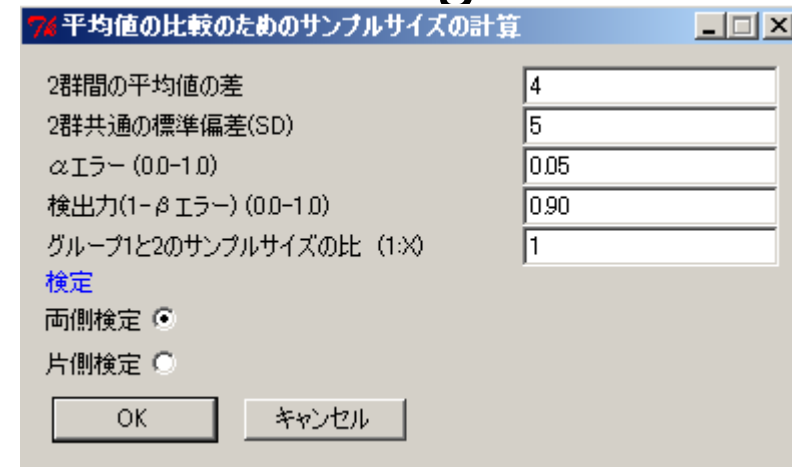 平均値の比較のためのサンプルサイズの計算
2群間の平均値の差 4
2群共通の標準偏差(SD) 5
αエラー (0.0-1.0) 0.05
検出力(1-βエラー) (0.0-1.0) 0.90
グループ1と2のサンプルサイズの比 (1:X) 1
検定
両側検定
片側検定
OK キャンセル